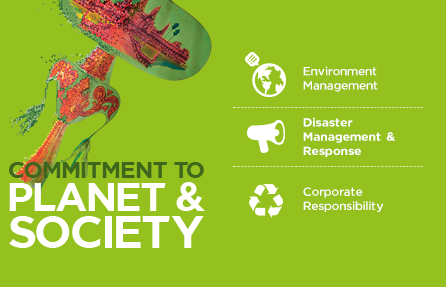 COMMITMENT TO
PLANET &
SOCIETY
Environment
Management
Disaster
Management &
Response
Corporate
Responsibility